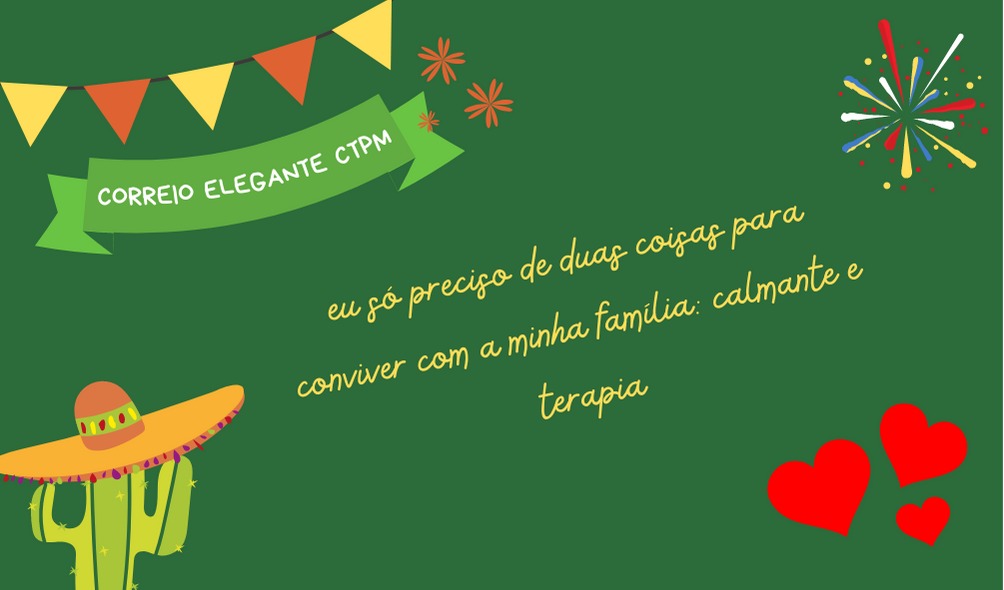 CORREIO ELEGANTE CTPM
eu só preciso de duas coisas para
conviver com a minha família: calmante e
terapia